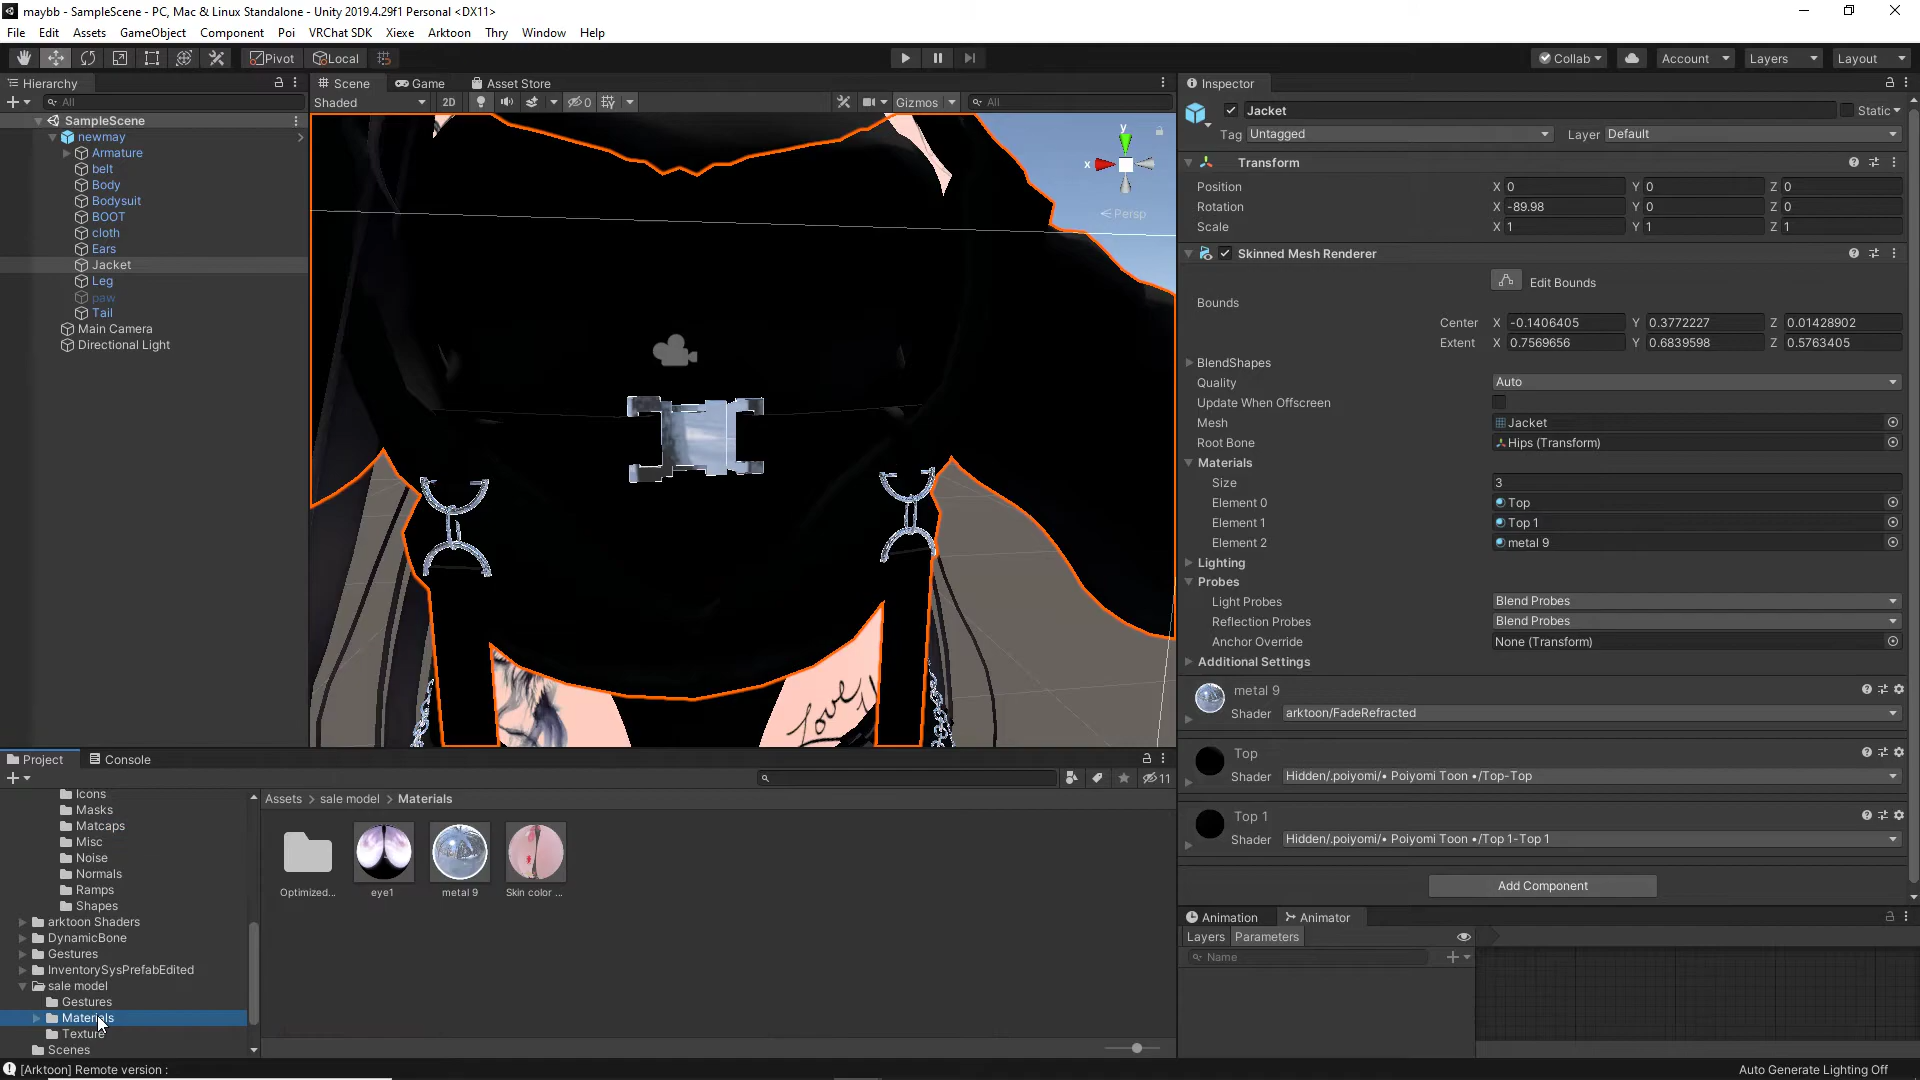 maybb - SampleScene - PC, Mac & Linux Standalone - Unity 2019.4.29f1 Personal <DX11>
File Edit Assets GameObject Component Poi VRChat SDK Xiexe Arktoon Thry Window Help
Pivot Local Collab Account Layers Layout
Hierarchy
All
SampleScene
newmay
Armature
belt
Body
Bodysuit
BOOT
cloth
Ears
Jacket
Leg
paw
Tail
Main Camera
Directional Light
Scene Game Asset Store
Shaded 2D 0 Gizmos All
y
x
Persp
Love
Inspector
Jacket Static
Tag Untagged Layer Default
Transform
Position X 0 Y 0 Z 0
Rotation X -89.98 Y 0 Z 0
Scale X 1 Y 1 Z 1
Skinned Mesh Renderer
Edit Bounds
Bounds
Center X -0.1406405 Y 0.3772227 Z 0.01428902
Extent X 0.7569656 Y 0.6839598 Z 0.5763405
BlendShapes
Quality Auto
Update When Offscreen
Mesh Jacket
Root Bone Hips (Transform)
Materials
Size 3
Element 0 Top
Element 1 Top 1
Element 2 metal 9
Lighting
Probes
Light Probes Blend Probes
Reflection Probes Blend Probes
Anchor Override None (Transform)
Additional Settings
metal 9
Shader arktoon/FadeRefracted
Top
Shader Hidden/.poiyomi/• Poiyomi Toon •/Top-Top
Top 1
Shader Hidden/.poiyomi/• Poiyomi Toon •/Top 1-Top 1
Add Component
Animation Animator
Layers Parameters
Name
Project Console
11
Icons
Masks
Matcaps
Misc
Noise
Normals
Ramps
Shapes
arktoon Shaders
DynamicBone
Gestures
InventorySysPrefabEdited
sale model
Gestures
Materials
Texture
Scenes
Assets > sale model > Materials
Optimized... eye1 metal 9 Skin color ...
[Arktoon] Remote version :
Auto Generate Lighting Off